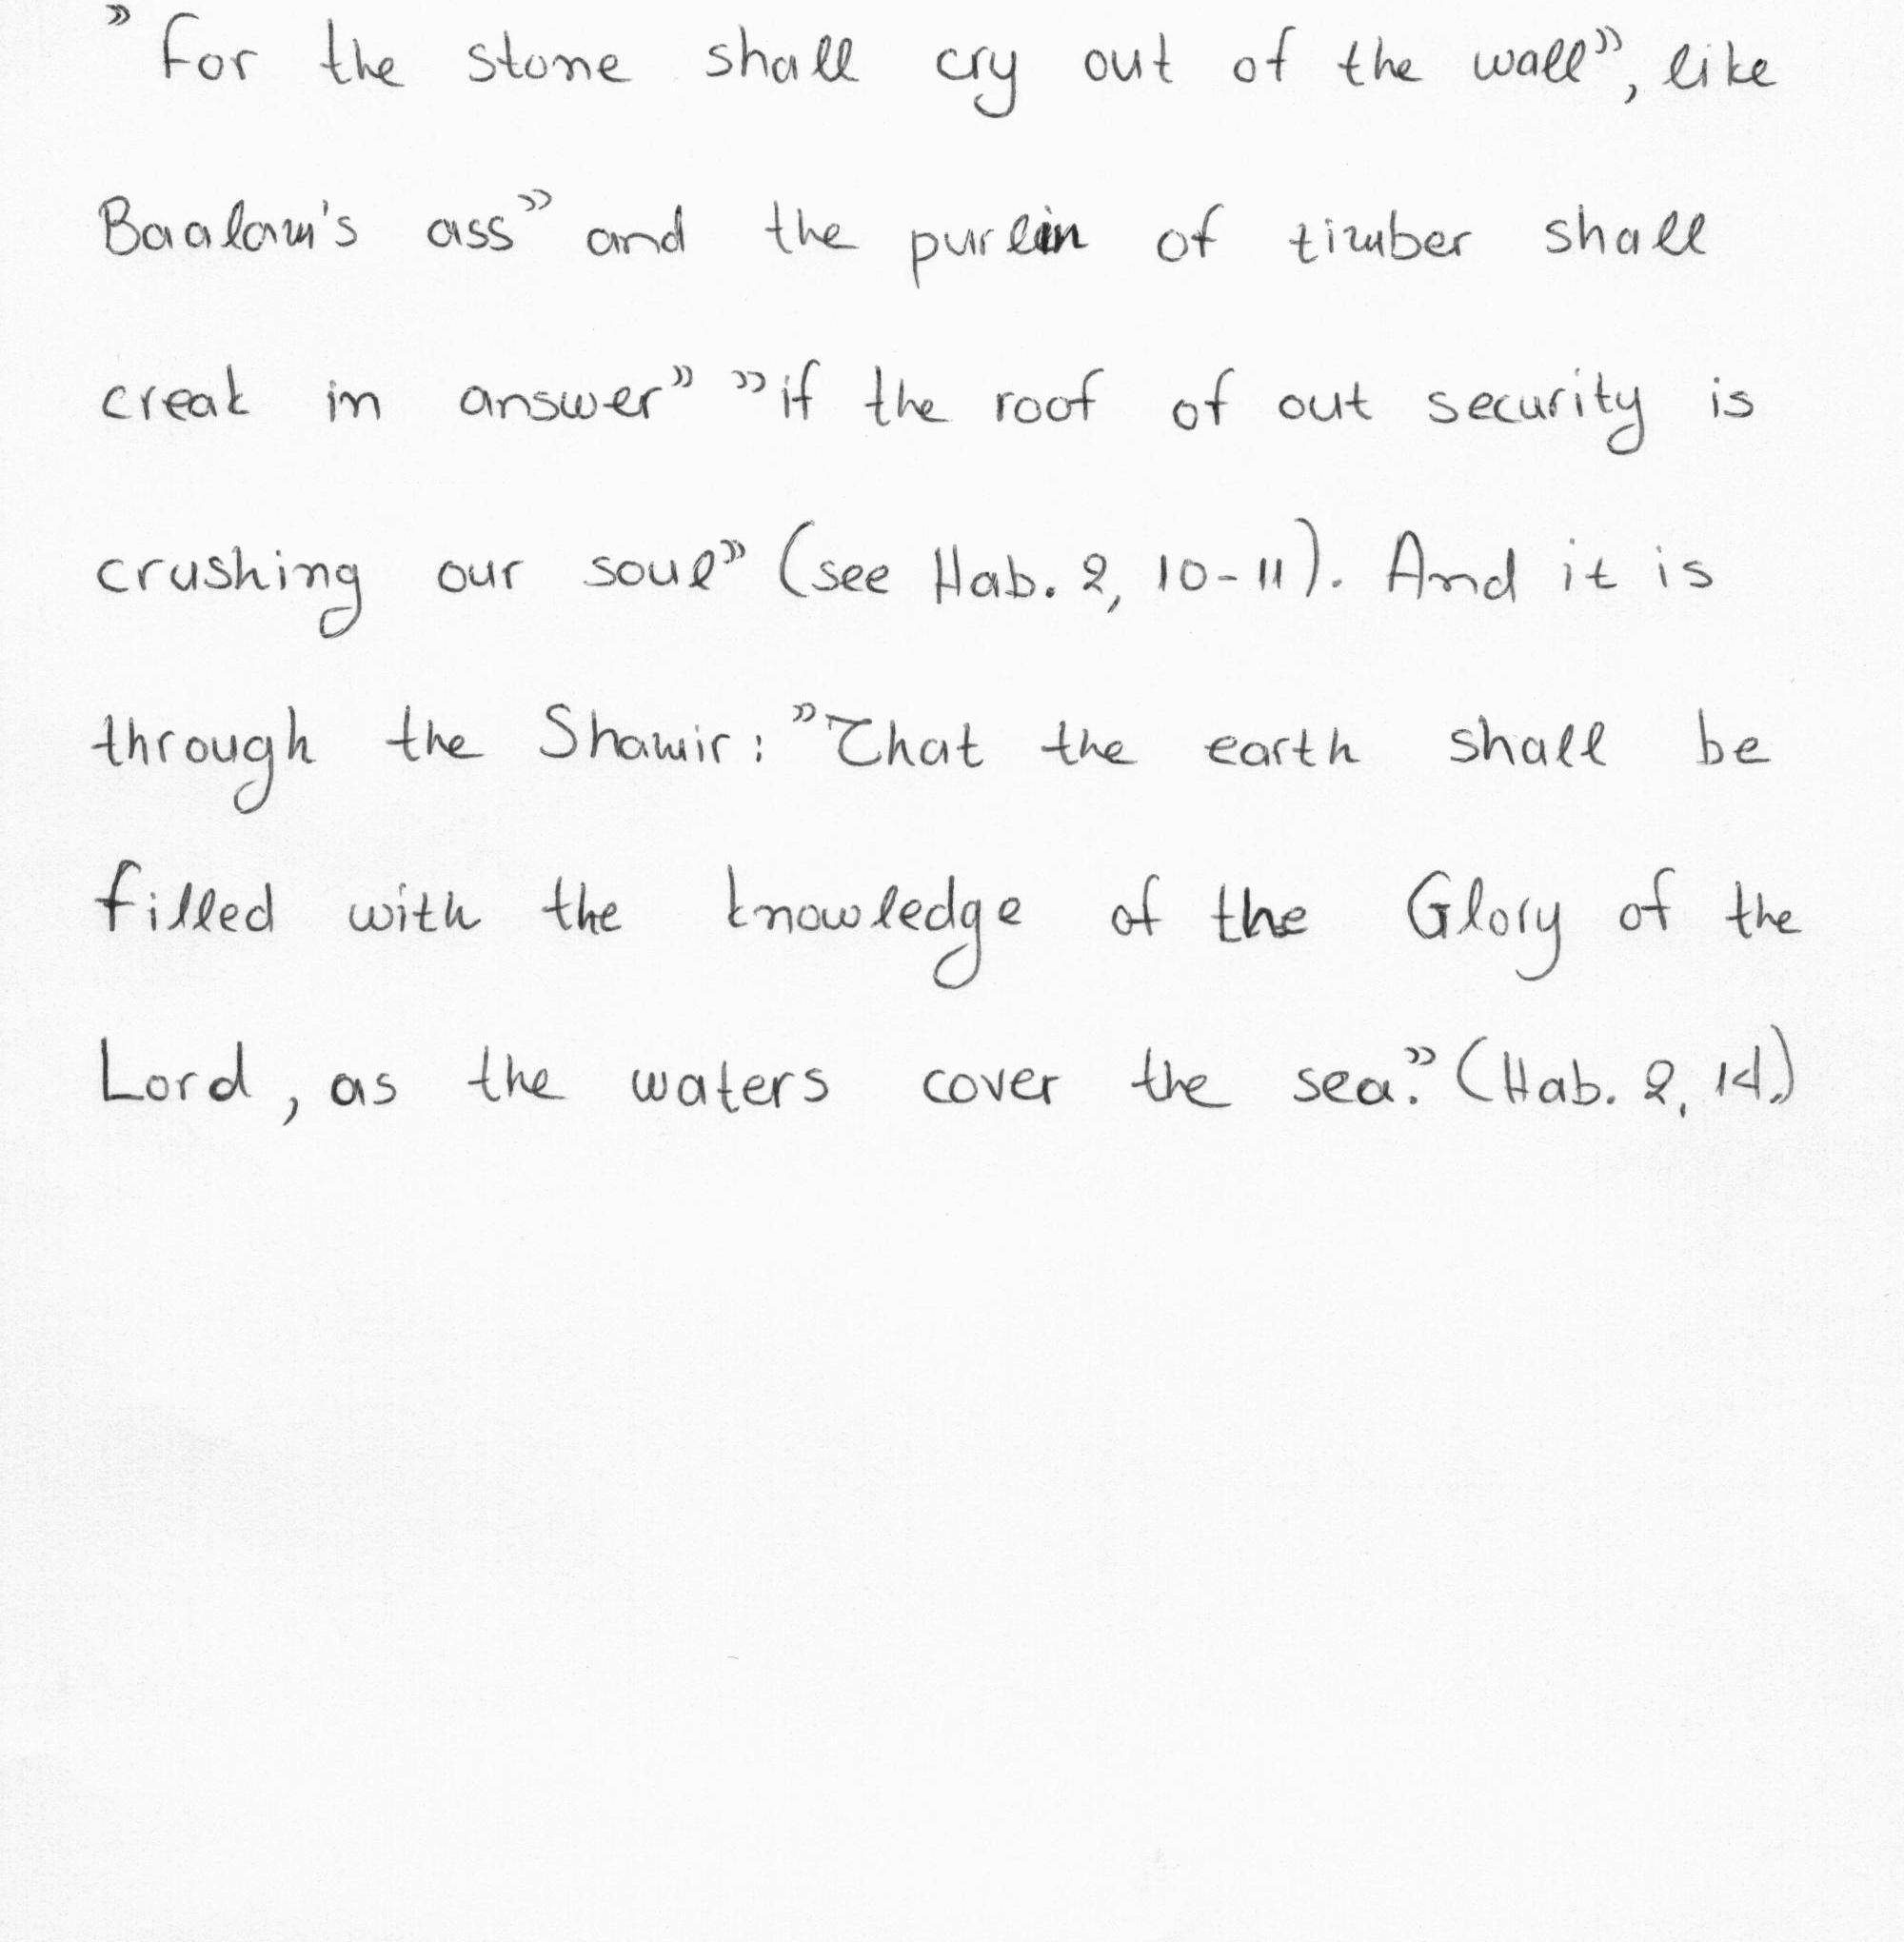 ”For the stone shall cry out of the wall”, like
Baalam's ass” and the purlin of timber shall
creak in answer” ”if the roof of out security is
crushing our soul” (see Hab. 2, 10-11). And it is
through the Shamir: ”That the earth shall be
filled with the knowledge of the Glory of the
Lord, as the waters cover the sea.” (Hab. 2, 14.)